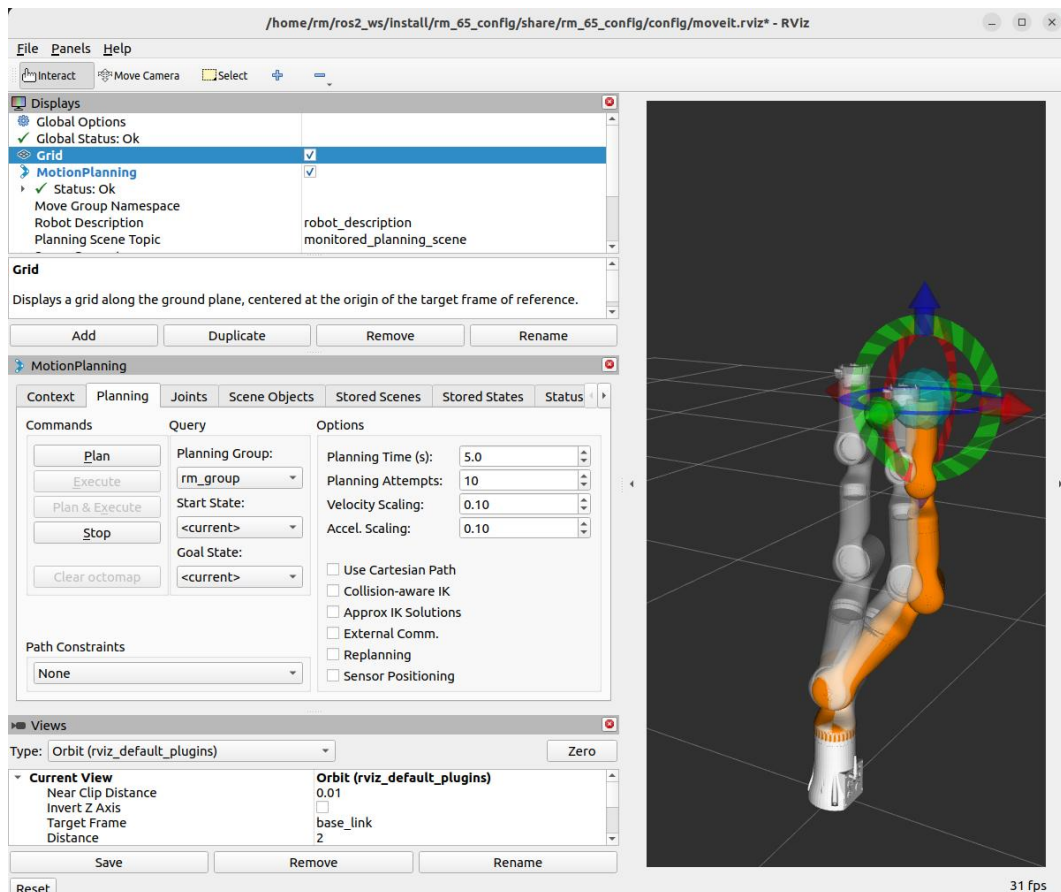 /home/rm/ros2_ws/install/rm_65_config/share/rm_65_config/config/moveit.rviz* - RViz
File Panels Help
Interact Move Camera Select
Displays
Global Options
Global Status: Ok
Grid
MotionPlanning
Status: Ok
Move Group Namespace
Robot Description robot_description
Planning Scene Topic monitored_planning_scene
Grid
Displays a grid along the ground plane, centered at the origin of the target frame of reference.
Add Duplicate Remove Rename
MotionPlanning
Context Planning Joints Scene Objects Stored Scenes Stored States Status
Commands Query Options
Plan Planning Group: Planning Time (s): 5.0
Execute rm_group Planning Attempts: 10
Plan & Execute Start State: Velocity Scaling: 0.10
Stop <current> Accel. Scaling: 0.10
Goal State:
Clear octomap <current> Use Cartesian Path
Collision-aware IK
Approx IK Solutions
External Comm.
Path Constraints Replanning
None Sensor Positioning
Views
Type: Orbit (rviz_default_plugins) Zero
Current View Orbit (rviz_default_plugins)
Near Clip Distance 0.01
Invert Z Axis
Target Frame base_link
Distance 2
Save Remove Rename
Reset 31 fps